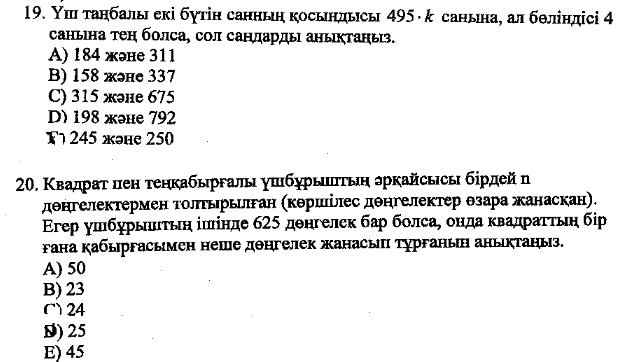 19. Үш таңбалы екі бүтін санның қосындысы 495 · k санына, ал бөліндісі 4
санына тең болса, сол сандарды анықтаңыз.
A) 184 және 311
B) 158 және 337
C) 315 және 675
D) 198 және 792
E) 245 және 250
20. Квадрат пен теңқабырғалы үшбұрыштың әрқайсысы бірдей n
дөңгелектермен толтырылған (көршілес дөңгелектер өзара жанасқан).
Егер үшбұрыштың ішінде 625 дөңгелек бар болса, онда квадраттың бір
ғана қабырғасымен неше дөңгелек жанасып тұрғанын анықтаңыз.
A) 50
B) 23
C) 24
D) 25
E) 45